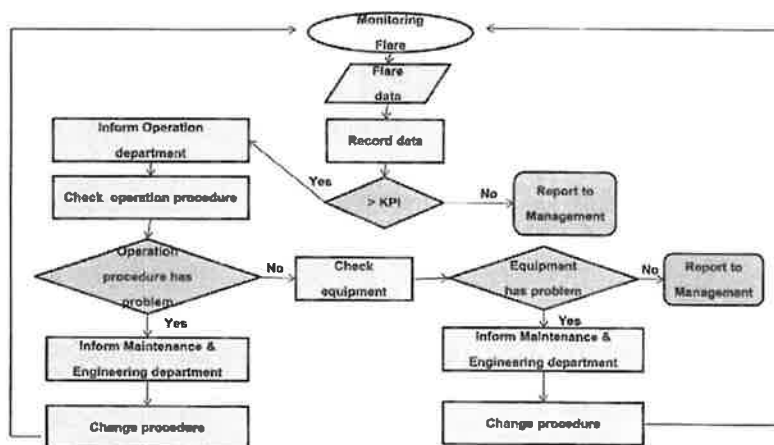 Monitoring
Flare
Flare
data
Record data
> KPI
Yes
No
Report to
Management
Inform Operation
department
Check operation procedure
Operation
procedure has
problem
No
Check
equipment
Equipment
has problem
No
Report to
Management
Yes
Inform Maintenance &
Engineering department
Change procedure
Yes
Inform Maintenance &
Engineering department
Change procedure